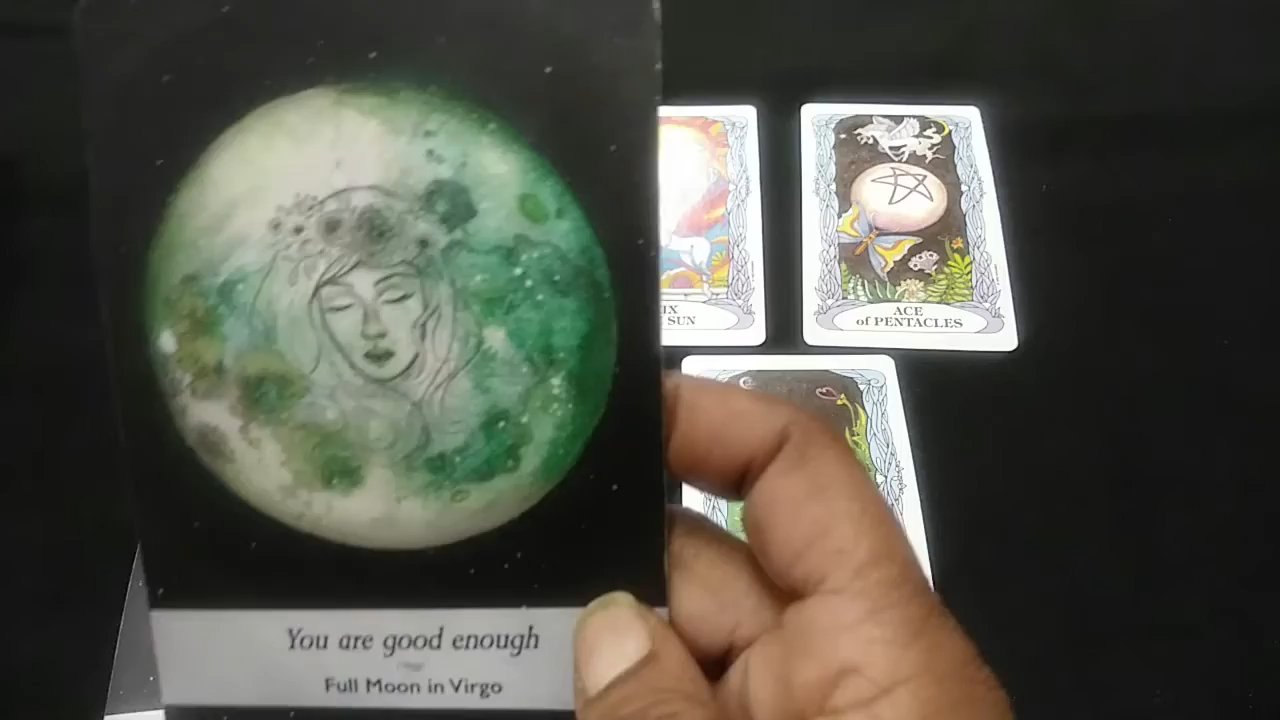 You are good enough
Full Moon in Virgo
IX
SUN
ACE
of PENTACLES